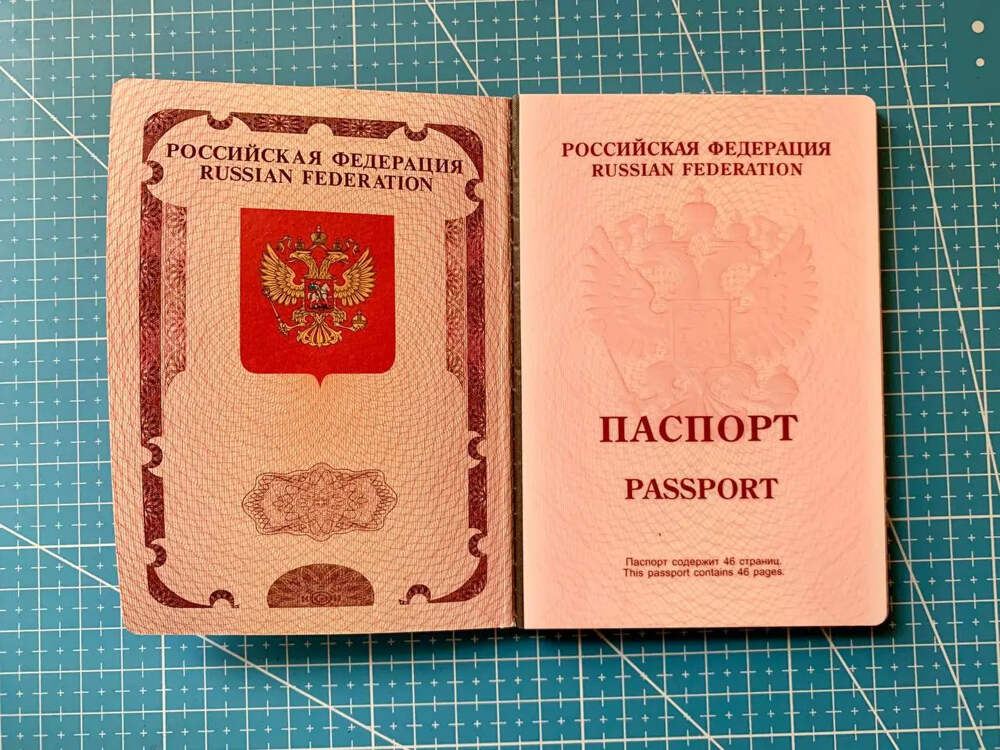 РОССИЙСКАЯ ФЕДЕРАЦИЯ
RUSSIAN FEDERATION
РОССИЙСКАЯ ФЕДЕРАЦИЯ
RUSSIAN FEDERATION
ПАСПОРТ
PASSPORT
Паспорт содержит 46 страниц.
This passport contains 46 pages.